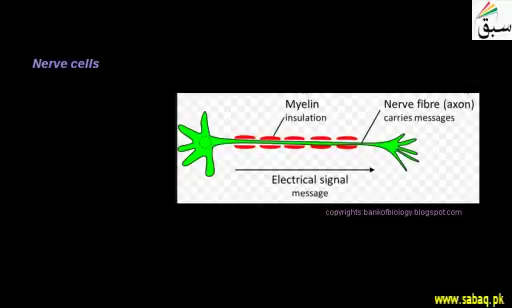 سبق
Nerve cells
Myelin
insulation
Nerve fibre (axon)
carries messages
Electrical signal
message
copyrights:bankofbiology.blogspot.com
www.sabaq.pk